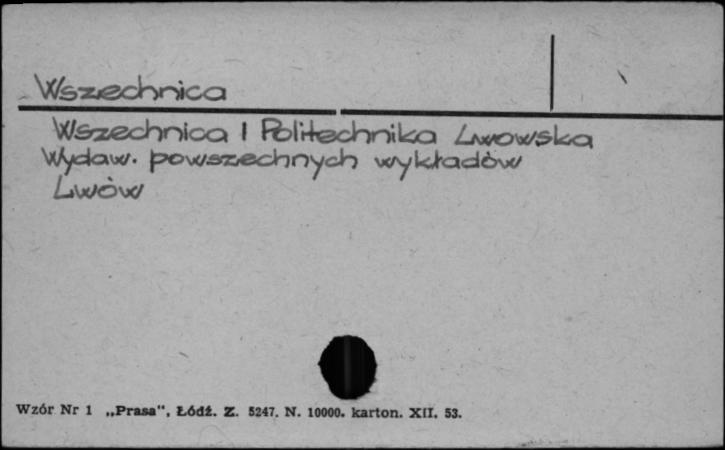 Wszechnica
Wszechnica i Politechnika Lwowska
Wydaw. powszechnych wykładów
Lwów
Wzór Nr 1 „Prasa", Łódź. Z. 5247. N. 10000. karton. XII. 53.